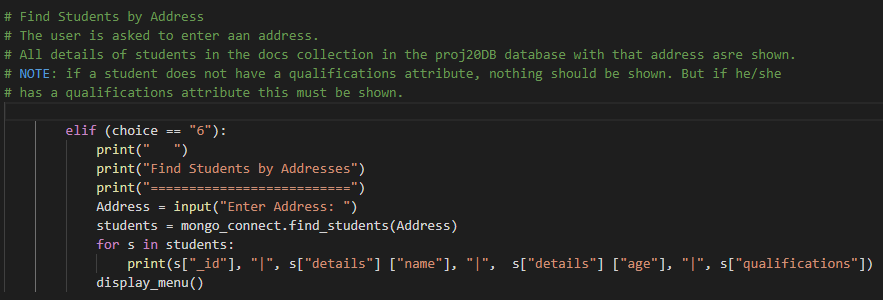 # Find Students by Address
# The user is asked to enter aan address.
# All details of students in the docs collection in the proj20DB database with that address asre shown.
# NOTE: if a student does not have a qualifications attribute, nothing should be shown. But if he/she
# has a qualifications attribute this must be shown.
elif (choice == "6"):
print("   ")
print("Find Students by Addresses")
print("==========================")
Address = input("Enter Address: ")
students = mongo_connect.find_students(Address)
for s in students:
print(s["_id"], "|", s["details"] ["name"], "|",  s["details"] ["age"], "|", s["qualifications"])
display_menu()